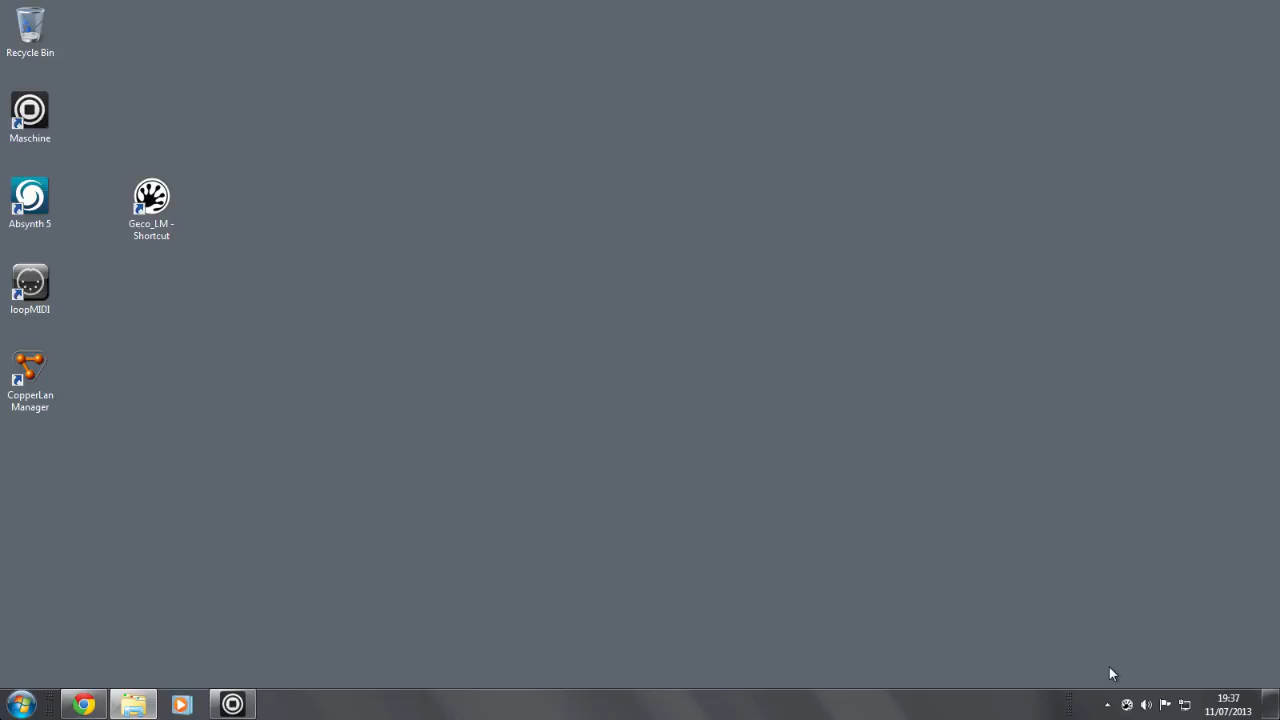 Recycle Bin
Maschine
Absynth 5
Geco_LM -
Shortcut
loopMIDI
CopperLan
Manager
19:37
11/07/2013